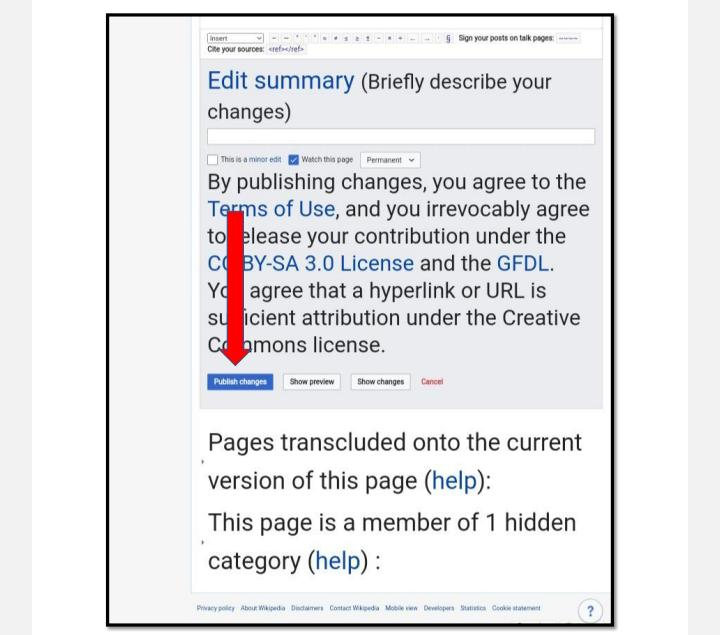 Insert Sign your posts on talk pages: ~~~~
Cite your sources: <ref></ref>
Edit summary (Briefly describe your
changes)
This is a minor edit Watch this page Permanent
By publishing changes, you agree to the
Terms of Use, and you irrevocably agree
to elease your contribution under the
C BY-SA 3.0 License and the GFDL.
Yo agree that a hyperlink or URL is
su icient attribution under the Creative
Co mons license.
Publish changes Show preview Show changes Cancel
Pages transcluded onto the current
version of this page (help):
This page is a member of 1 hidden
category (help) :
Privacy policy About Wikipedia Disclaimers Contact Wikipedia Mobile view Developers Statistics Cookie statement
?